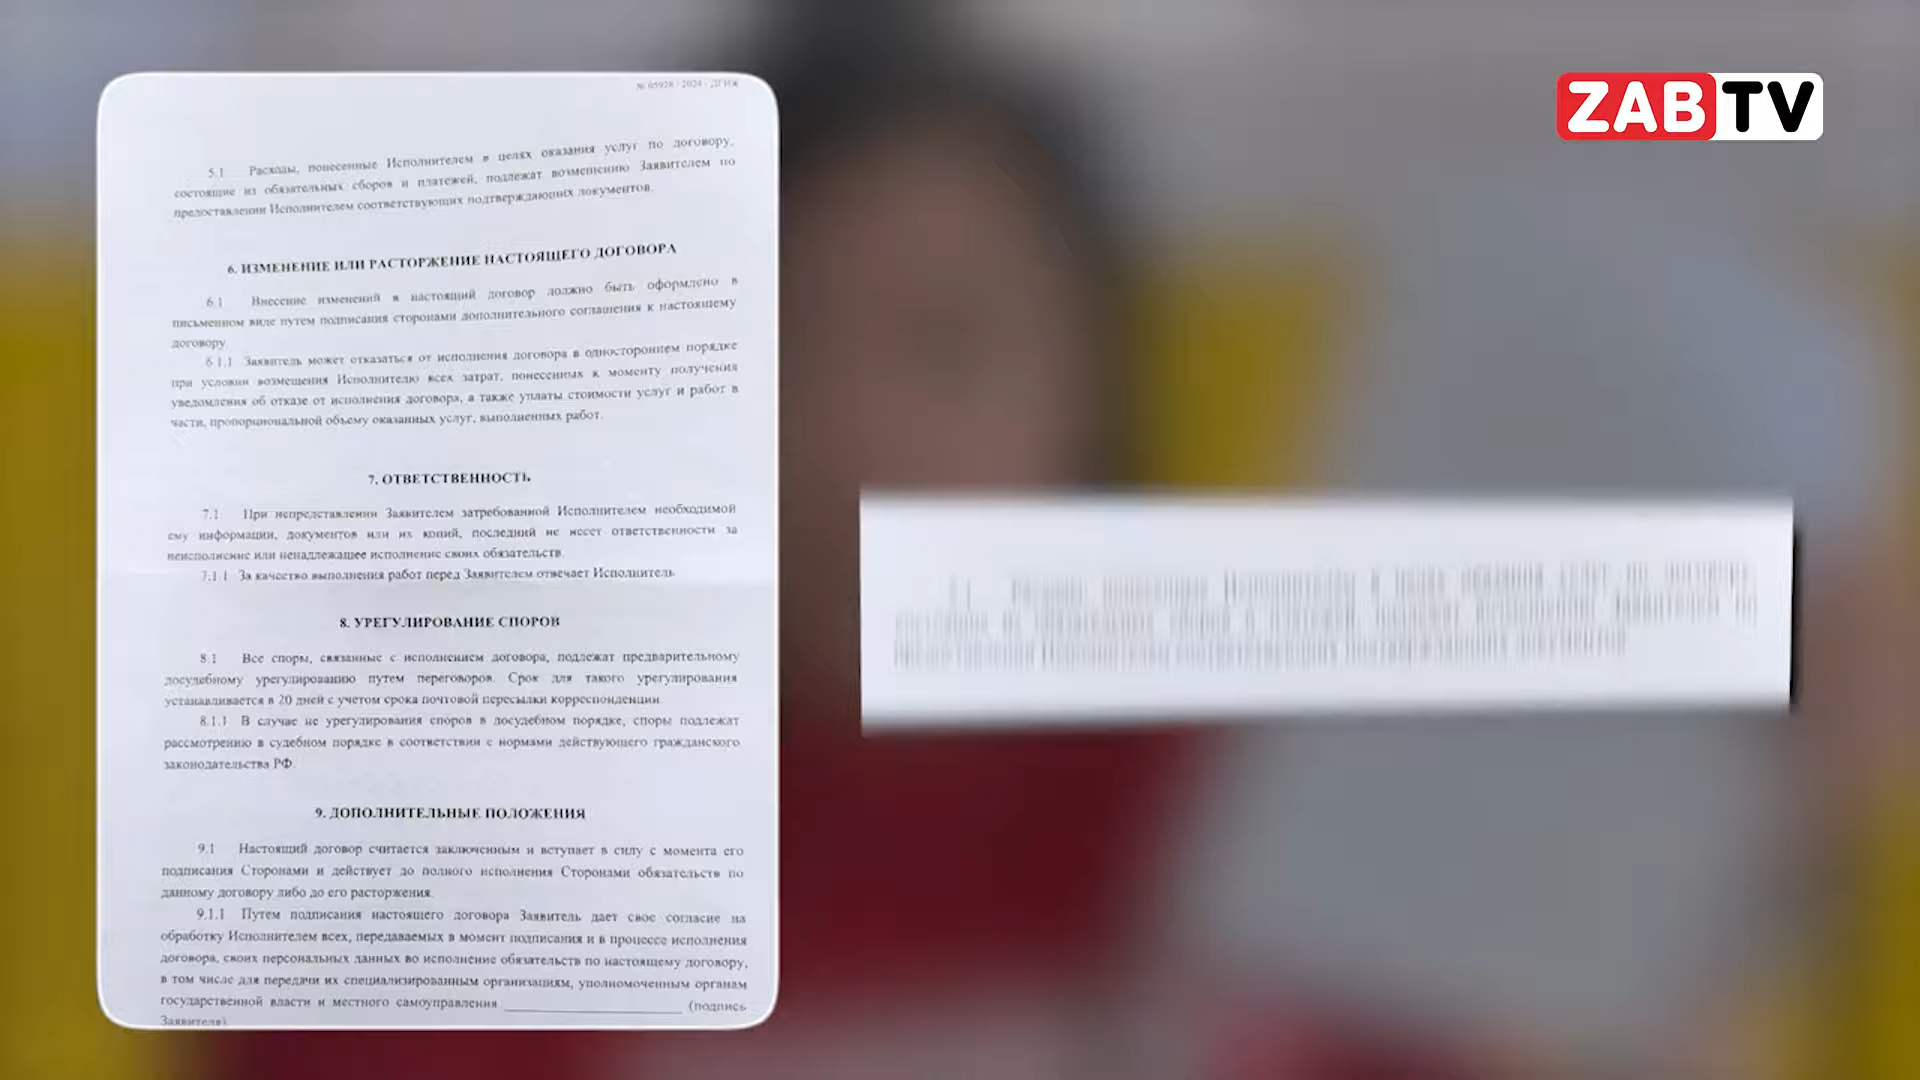 № 05928 / 2024 - ДГИЖ
ZABTV
5.1 Расходы, понесенные Исполнителем в целях оказания услуг по договору,
состоящие из обязательных сборов и платежей, подлежат возмещению Заявителем по
предоставлении Исполнителем соответствующих подтверждающих документов.
6. ИЗМЕНЕНИЕ ИЛИ РАСТОРЖЕНИЕ НАСТОЯЩЕГО ДОГОВОРА
6.1 Внесение изменений в настоящий договор должно быть оформлено в
письменном виде путем подписания сторонами дополнительного соглашения к настоящему
договору.
6.1.1 Заявитель может отказаться от исполнения договора в одностороннем порядке
при условии возмещения Исполнителю всех затрат, понесенных к моменту получения
уведомления об отказе от исполнения договора, а также уплаты стоимости услуг и работ в
части, пропорциональной объему оказанных услуг, выполненных работ.
7. ОТВЕТСТВЕННОСТЬ
7.1 При непредставлении Заявителем затребованной Исполнителем необходимой
ему информации, документов или их копий, последний не несет ответственности за
неисполнение или ненадлежащее исполнение своих обязательств.
7.1.1 За качество выполнения работ перед Заявителем отвечает Исполнитель
8. УРЕГУЛИРОВАНИЕ СПОРОВ
8.1 Все споры, связанные с исполнением договора, подлежат предварительному
досудебному урегулированию путем переговоров. Срок для такого урегулирования
устанавливается в 20 дней с учетом срока почтовой пересылки корреспонденции.
8.1.1 В случае не урегулирования споров в досудебном порядке, споры подлежат
рассмотрению в судебном порядке в соответствии с нормами действующего гражданского
законодательства РФ.
9. ДОПОЛНИТЕЛЬНЫЕ ПОЛОЖЕНИЯ
9.1 Настоящий договор считается заключенным и вступает в силу с момента его
подписания Сторонами и действует до полного исполнения Сторонами обязательств по
данному договору либо до его расторжения.
9.1.1 Путем подписания настоящего договора Заявитель дает свое согласие на
обработку Исполнителем всех, передаваемых в момент подписания и в процессе исполнения
договора, своих персональных данных во исполнение обязательств по настоящему договору,
в том числе для передачи их специализированным организациям, уполномоченным органам
государственной власти и местного самоуправления ____________________ (подпись
Заявителя)